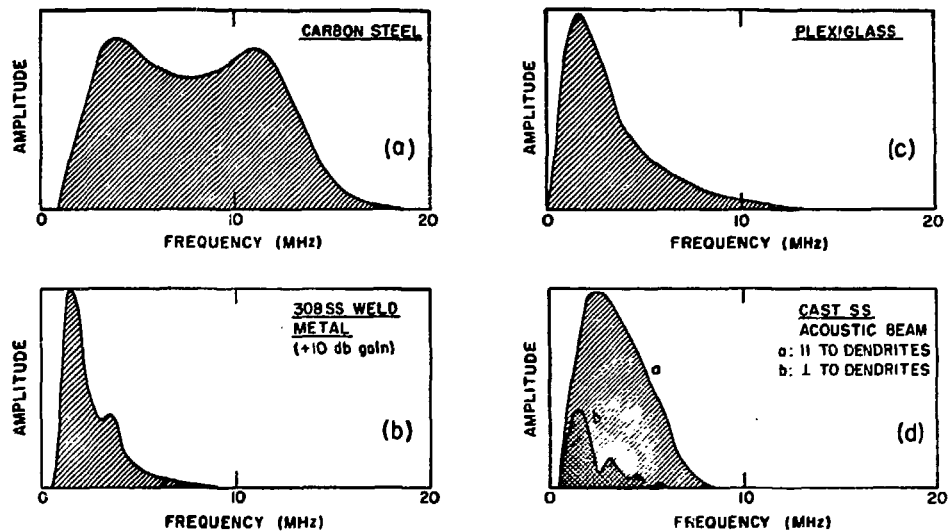 CARBON STEEL
AMPLITUDE
(a)
0 10 20
FREQUENCY (MHz)
PLEXIGLASS
AMPLITUDE
(c)
0 10 20
FREQUENCY (MHz)
308SS WELD
METAL
(+10 db gain)
AMPLITUDE
(b)
0 10 20
FREQUENCY (MHz)
CAST SS
ACOUSTIC BEAM
a: II TO DENDRITES
b: ⊥ TO DENDRITES
AMPLITUDE
a
b
(d)
0 10 20
FREQUENCY (MHz)